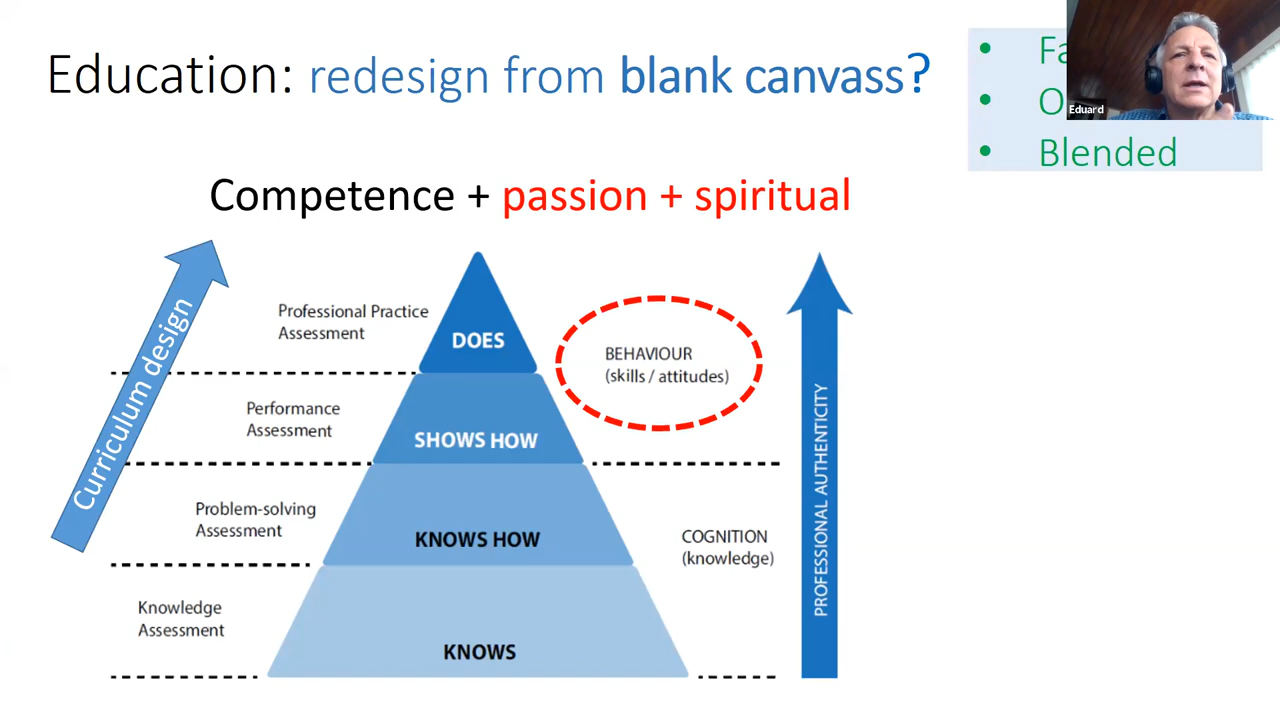 Education: redesign from blank canvass?
• Fa
• O
• Blended
Eduard
Competence + passion + spiritual
Curriculum design
Professional Practice
Assessment
DOES
BEHAVIOUR
(skills / attitudes)
Performance
Assessment
SHOWS HOW
Problem-solving
Assessment
KNOWS HOW
COGNITION
(knowledge)
Knowledge
Assessment
KNOWS
PROFESSIONAL AUTHENTICITY